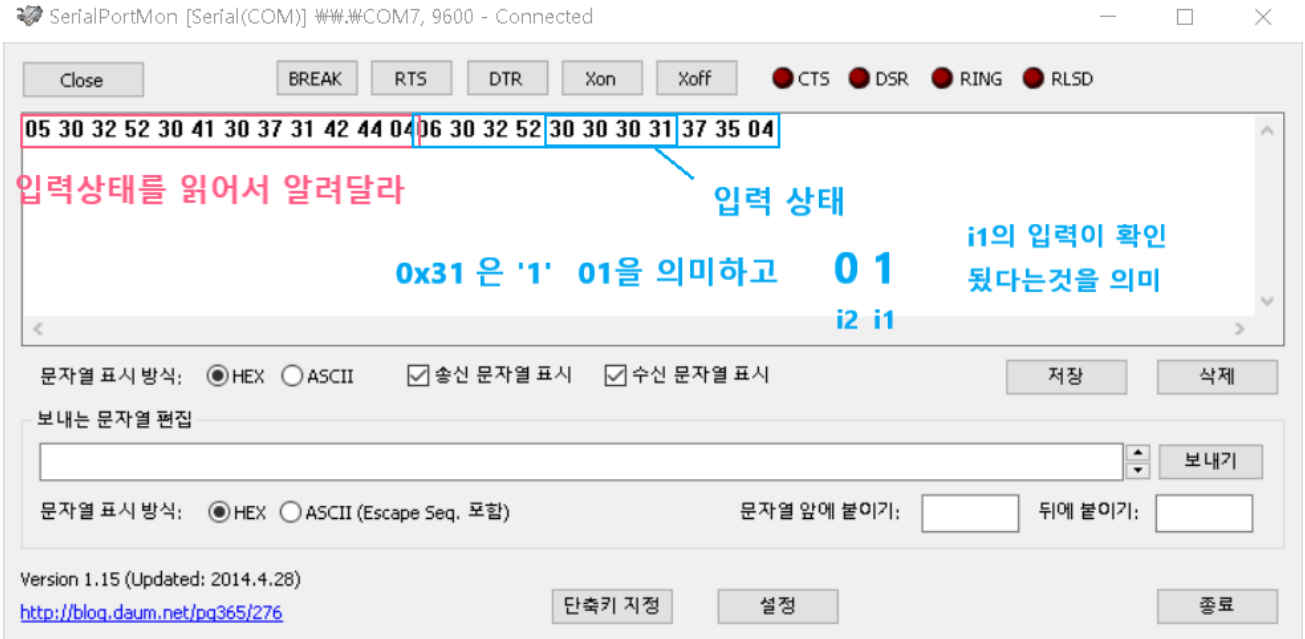 SerialPortMon [Serial(COM)] ₩₩.₩COM7, 9600 - Connected
Close BREAK RTS DTR Xon Xoff CTS DSR RING RLSD
05 30 32 52 30 41 30 37 31 42 44 04 06 30 32 52 30 30 30 31 37 35 04
입력상태를 읽어서 알려달라
입력 상태
i1의 입력이 확인
됐다는것을 의미
0x31 은 '1' 01을 의미하고
0 1
i2 i1
문자열 표시 방식: HEX ASCII 송신 문자열 표시 수신 문자열 표시 저장 삭제
보내는 문자열 편집
보내기
문자열 표시 방식: HEX ASCII (Escape Seq. 포함) 문자열 앞에 붙이기: 뒤에 붙이기:
Version 1.15 (Updated: 2014.4.28)
http://blog.daum.net/pg365/276
단축키 지정 설정 종료